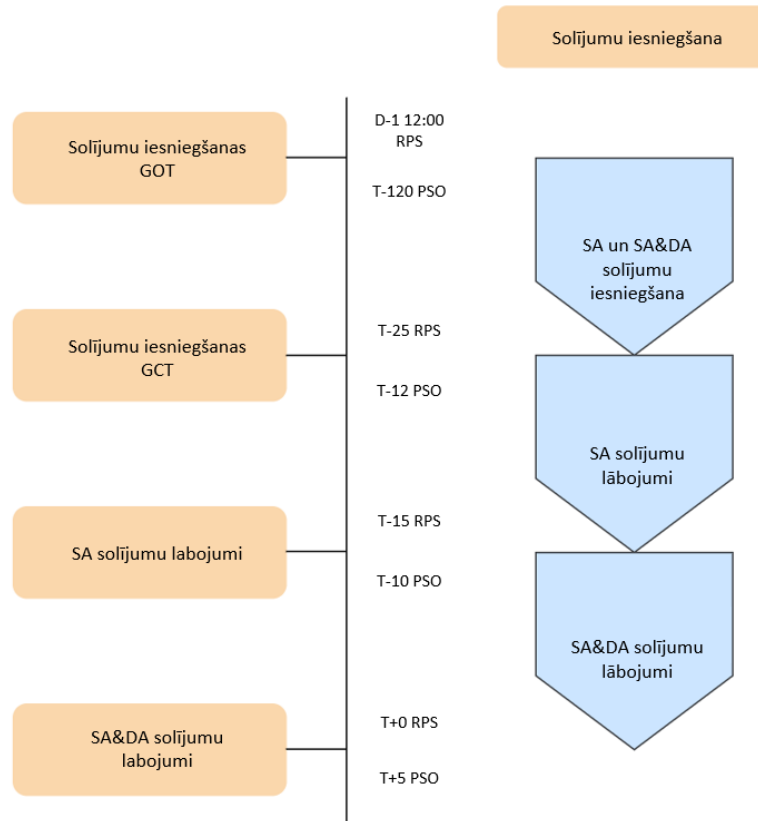 Solījumu iesniegšana
Solījumu iesniegšanas
GOT
D-1 12:00
RPS
T-120 PSO
SA un SA&DA
solījumu
iesniegšana
Solījumu iesniegšanas
GCT
T-25 RPS
T-12 PSO
SA solījumu
lābojumi
SA solījumu labojumi
T-15 RPS
T-10 PSO
SA&DA solījumu
lābojumi
SA&DA solījumu
labojumi
T+0 RPS
T+5 PSO